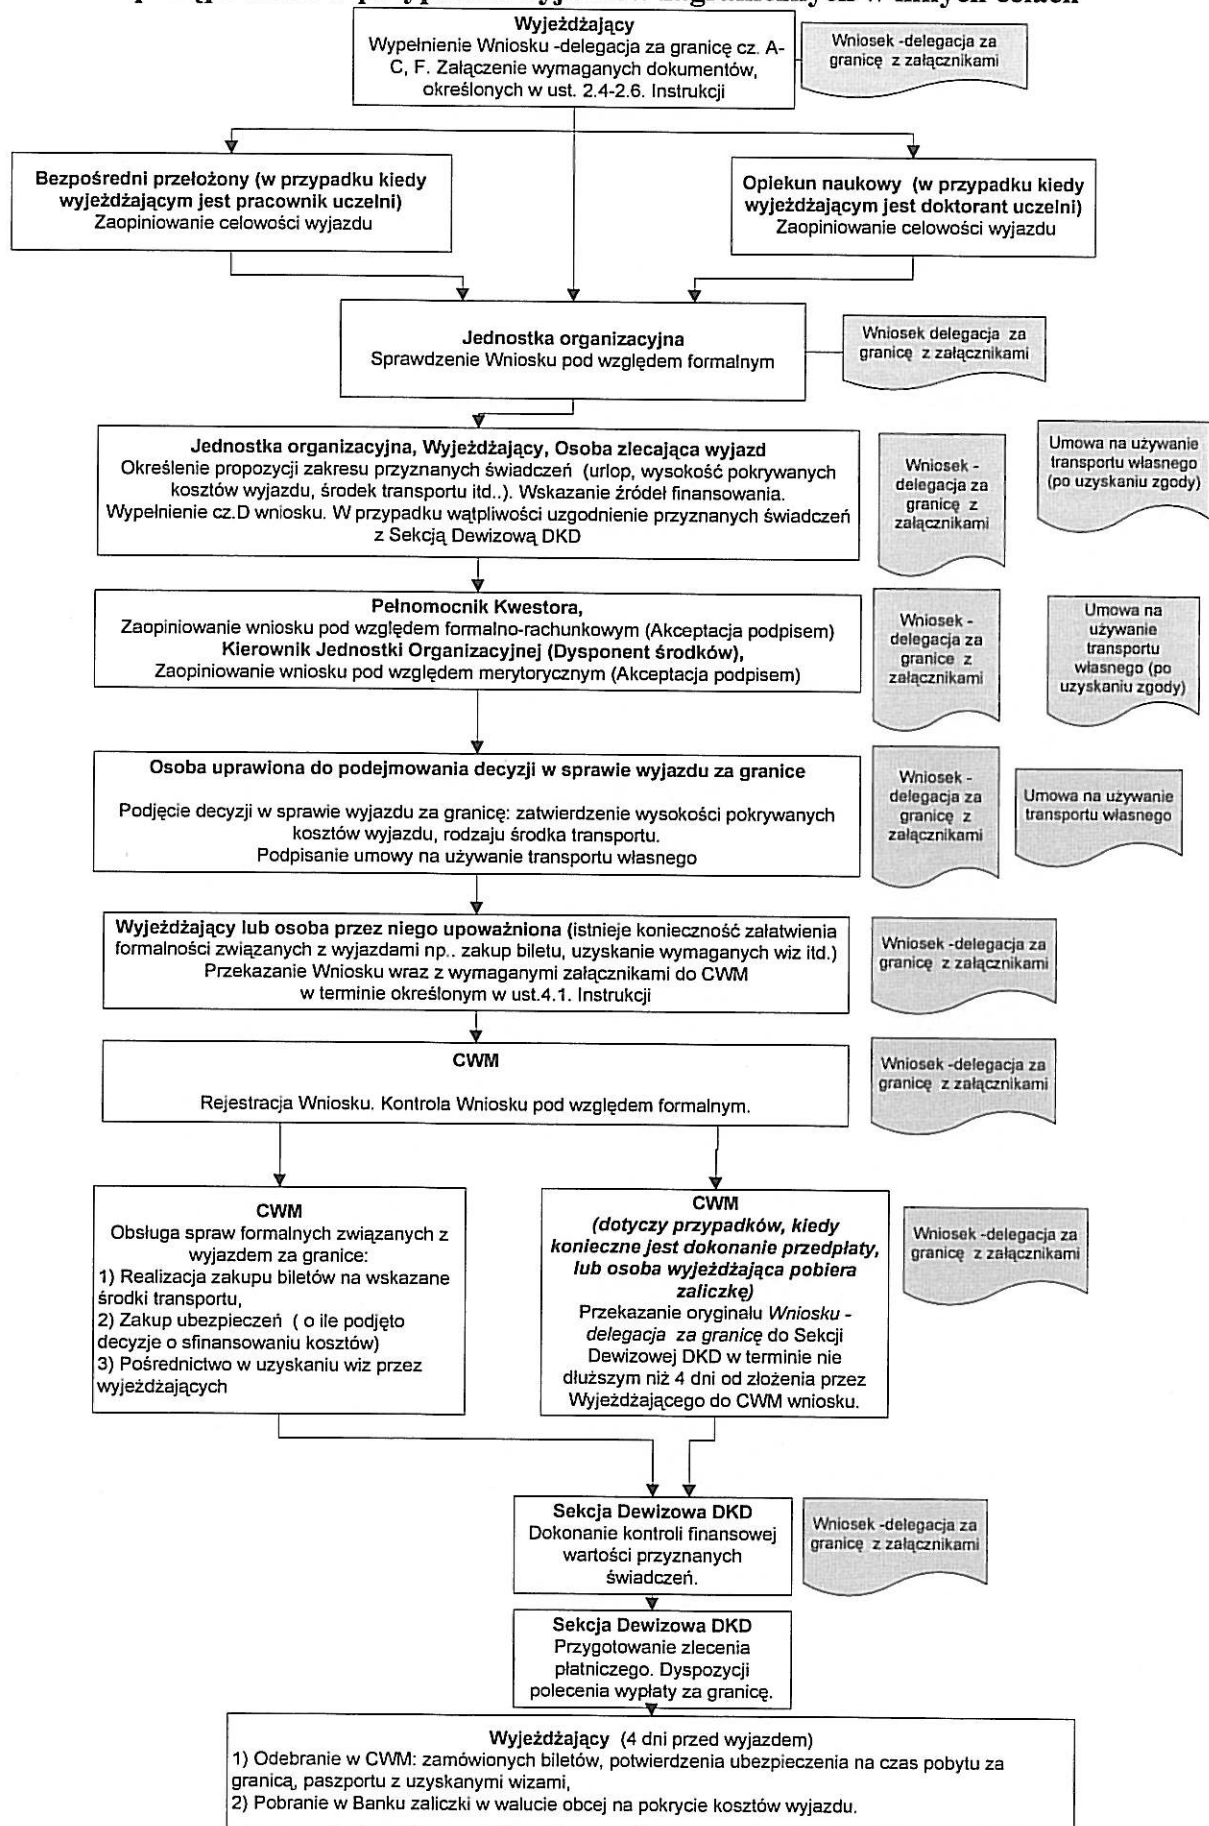 Wyjeżdżający
Wypełnienie Wniosku -delegacja za granicę cz. A-
C, F. Załączenie wymaganych dokumentów,
określonych w ust. 2.4-2.6. Instrukcji
Wniosek -delegacja za
granicę z załącznikami
Bezpośredni przełożony (w przypadku kiedy
wyjeżdżającym jest pracownik uczelni)
Zaopiniowanie celowości wyjazdu
Opiekun naukowy (w przypadku kiedy
wyjeżdżającym jest doktorant uczelni)
Zaopiniowanie celowości wyjazdu
Jednostka organizacyjna
Sprawdzenie Wniosku pod względem formalnym
Wniosek delegacja za
granicę z załącznikami
Jednostka organizacyjna, Wyjeżdżający, Osoba zlecająca wyjazd
Określenie propozycji zakresu przyznanych świadczeń (urlop, wysokość pokrywanych
kosztów wyjazdu, środek transportu itd..). Wskazanie źródeł finansowania.
Wypełnienie cz.D wniosku. W przypadku wątpliwości uzgodnienie przyznanych świadczeń
z Sekcją Dewizową DKD
Wniosek -
delegacja za
granicę z
załącznikami
Umowa na używanie
transportu własnego
(po uzyskaniu zgody)
Pełnomocnik Kwestora,
Zaopiniowanie wniosku pod względem formalno-rachunkowym (Akceptacja podpisem)
Kierownik Jednostki Organizacyjnej (Dysponent środków),
Zaopiniowanie wniosku pod względem merytorycznym (Akceptacja podpisem)
Wniosek -
delegacja za
granice z
załącznikami
Umowa na
używanie
transportu
własnego (po
uzyskaniu zgody)
Osoba uprawiona do podejmowania decyzji w sprawie wyjazdu za granice
Podjęcie decyzji w sprawie wyjazdu za granicę: zatwierdzenie wysokości pokrywanych
kosztów wyjazdu, rodzaju środka transportu.
Podpisanie umowy na używanie transportu własnego
Wniosek -
delegacja za
granicę z
załącznikami
Umowa na używanie
transportu własnego
Wyjeżdżający lub osoba przez niego upoważniona (istnieje konieczność załatwienia
formalności związanych z wyjazdami np.. zakup biletu, uzyskanie wymaganych wiz itd.)
Przekazanie Wniosku wraz z wymaganymi załącznikami do CWM
w terminie określonym w ust.4.1. Instrukcji
Wniosek -delegacja za
granicę z załącznikami
CWM
Rejestracja Wniosku. Kontrola Wniosku pod względem formalnym.
Wniosek -delegacja za
granicę z załącznikami
CWM
Obsługa spraw formalnych związanych z
wyjazdem za granice:
1) Realizacja zakupu biletów na wskazane
środki transportu,
2) Zakup ubezpieczeń ( o ile podjęto
decyzje o sfinansowaniu kosztów)
3) Pośrednictwo w uzyskaniu wiz przez
wyjeżdżających
CWM
(dotyczy przypadków, kiedy
konieczne jest dokonanie przedpłaty,
lub osoba wyjeżdżająca pobiera
zaliczkę)
Przekazanie oryginału Wniosku -
delegacja za granicę do Sekcji
Dewizowej DKD w terminie nie
dłuższym niż 4 dni od złożenia przez
Wyjeżdżającego do CWM wniosku.
Wniosek -delegacja za
granicę z załącznikami
Sekcja Dewizowa DKD
Dokonanie kontroli finansowej
wartości przyznanych
świadczeń.
Wniosek -delegacja za
granicę z załącznikami
Sekcja Dewizowa DKD
Przygotowanie zlecenia
płatniczego. Dyspozycji
polecenia wypłaty za granicę.
Wyjeżdżający (4 dni przed wyjazdem)
1) Odebranie w CWM: zamówionych biletów, potwierdzenia ubezpieczenia na czas pobytu za
granicą, paszportu z uzyskanymi wizami,
2) Pobranie w Banku zaliczki w walucie obcej na pokrycie kosztów wyjazdu.